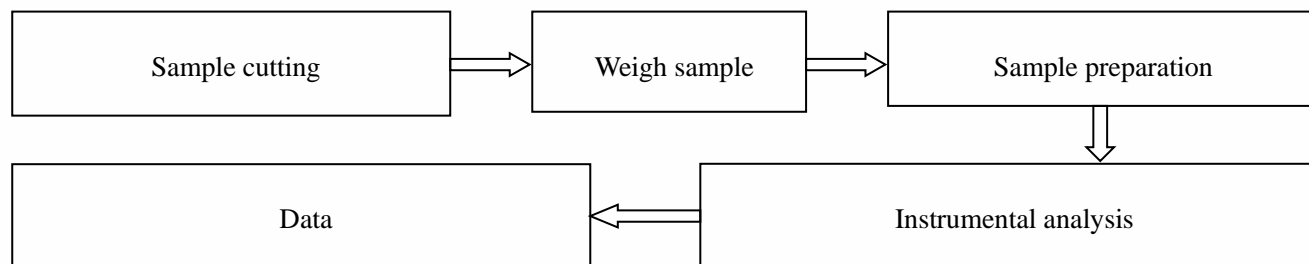 Sample cutting
Weigh sample
Sample preparation
Instrumental analysis
Data